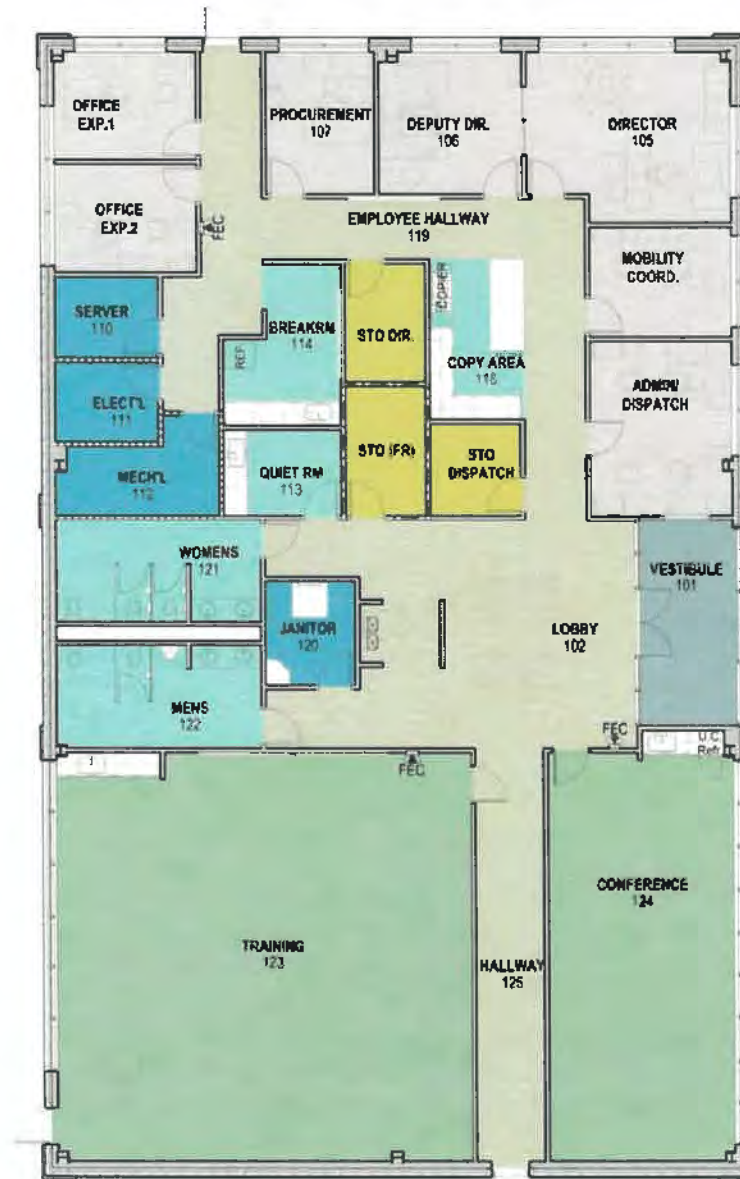 OFFICE
EXP.1
PROCUREMENT
107
DEPUTY DIR.
106
DIRECTOR
105
OFFICE
EXP.2
FEC
EMPLOYEE HALLWAY
119
MOBILITY
COORD.
SERVER
110
BREAKRM
114
REF.
STO DIR.
COPIER
COPY AREA
118
ADMIN/
DISPATCH
ELECT'L
111
MECH'L
112
QUIET RM
113
STO (FR)
STO
DISPATCH
WOMENS
121
VESTIBULE
101
JANITOR
120
LOBBY
102
MENS
122
FEC
FEC
U.C.
Refr.
CONFERENCE
124
TRAINING
123
HALLWAY
125